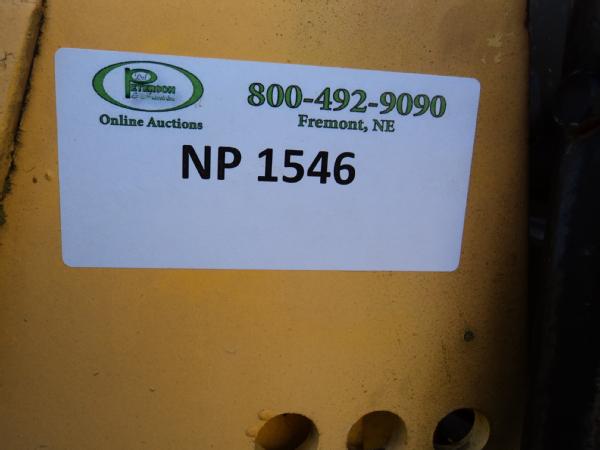 PETERSON
Online Auctions
800-492-9090
Fremont, NE
NP 1546